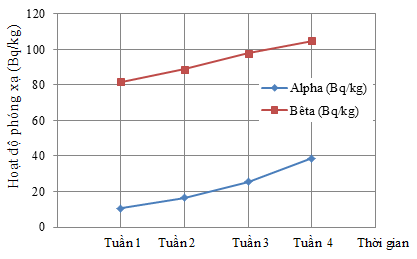 Hoạt độ phóng xạ (Bq/kg)
120
100
80
60
40
20
0
Alpha (Bq/kg)
Bêta (Bq/kg)
Tuần 1 Tuần 2 Tuần 3 Tuần 4 Thời gian